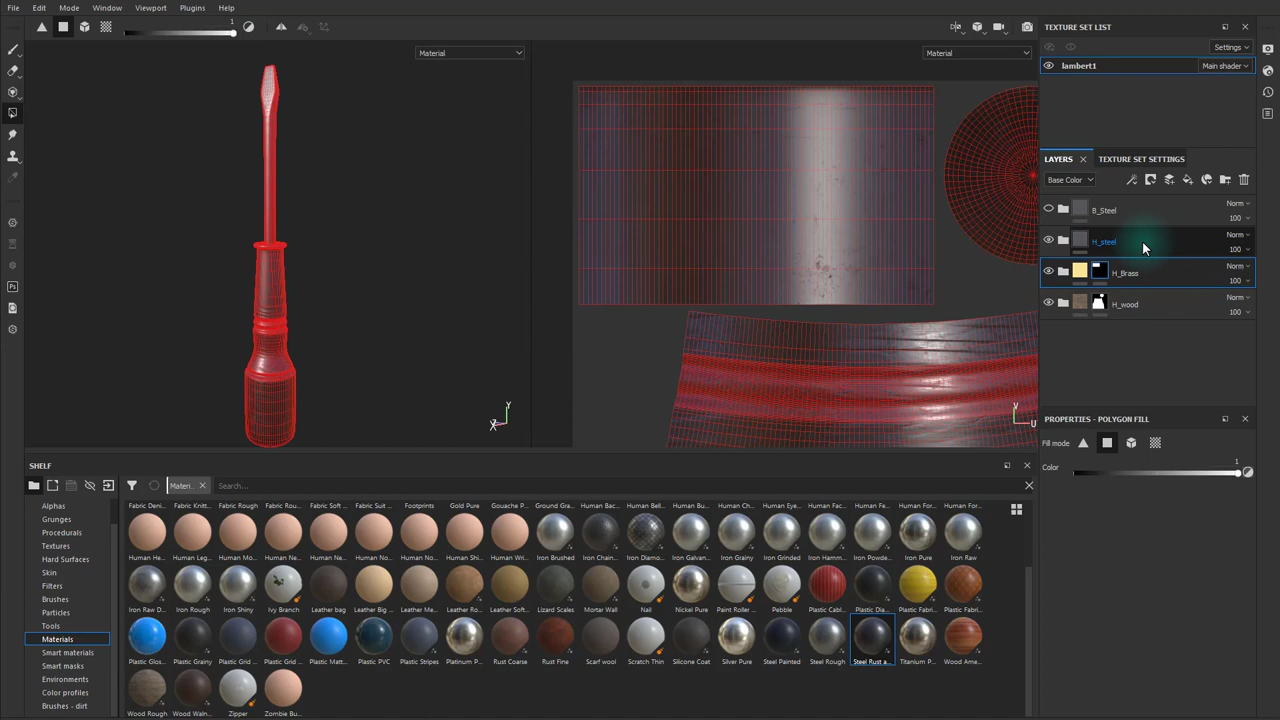 File Edit Mode Window Viewport Plugins Help
1
Material
Material
TEXTURE SET LIST
Settings
lambert1 Main shader
LAYERS TEXTURE SET SETTINGS
Base Color
B_Steel Norm
100
H_steel Norm
100
H_Brass Norm
100
H_wood Norm
100
Y
X
Z
V
U
PROPERTIES - POLYGON FILL
Fill mode
Color 1
SHELF
Ps
Materi... Search...
Alphas
Grunges
Procedurals
Textures
Hard Surfaces
Skin
Filters
Brushes
Particles
Tools
Materials
Smart materials
Smart masks
Environments
Color profiles
Brushes - dirt
Fabric Deni... Fabric Knitt... Fabric Rough Fabric Rou... Fabric Soft ... Fabric Suit ... Footprints Gold Pure Gouache P... Ground Gra... Human Bac... Human Bel... Human Bu... Human Ch... Human Eye... Human Fac... Human Fe... Human For... Human For...
Human He... Human Leg... Human Mo... Human Ne... Human Ne... Human No... Human No... Human Shi... Human Wri... Iron Brushed Iron Chain... Iron Diamo... Iron Galvan... Iron Grainy Iron Grinded Iron Hamm... Iron Powde... Iron Pure Iron Raw
Iron Raw D... Iron Rough Iron Shiny Ivy Branch Leather bag Leather Big ... Leather Me... Leather Ro... Leather Soft... Lizard Scales Mortar Wall Nail Nickel Pure Paint Roller ... Pebble Plastic Cabl... Plastic Dia... Plastic Fabri... Plastic Fabri...
Plastic Glos... Plastic Grainy Plastic Grid ... Plastic Grid ... Plastic Matt... Plastic PVC Plastic Stripes Platinum P... Rust Coarse Rust Fine Scarf wool Scratch Thin Silicone Coat Silver Pure Steel Painted Steel Rough Steel Rust a... Titanium P... Wood Ame...
Wood Rough Wood Waln... Zipper Zombie Bu...